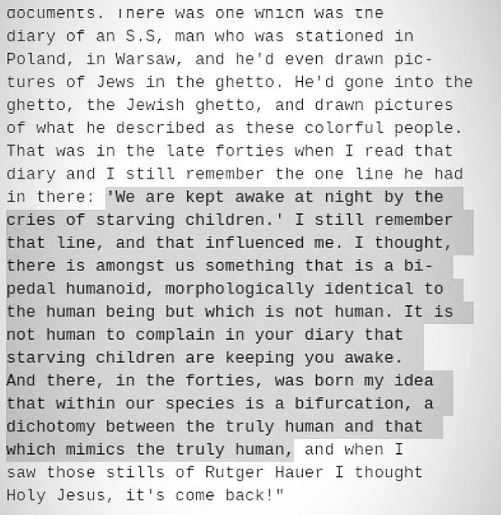 documents. There was one which was the
diary of an S.S, man who was stationed in
Poland, in Warsaw, and he'd even drawn pic-
tures of Jews in the ghetto. He'd gone into the
ghetto, the Jewish ghetto, and drawn pictures
of what he described as these colorful people.
That was in the late forties when I read that
diary and I still remember the one line he had
in there: 'We are kept awake at night by the
cries of starving children.' I still remember
that line, and that influenced me. I thought,
there is amongst us something that is a bi-
pedal humanoid, morphologically identical to
the human being but which is not human. It is
not human to complain in your diary that
starving children are keeping you awake.
And there, in the forties, was born my idea
that within our species is a bifurcation, a
dichotomy between the truly human and that
which mimics the truly human, and when I
saw those stills of Rutger Hauer I thought
Holy Jesus, it's come back!"